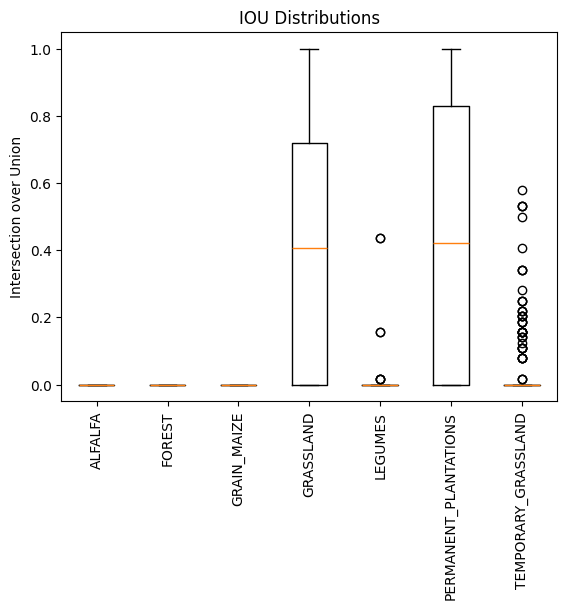 IOU Distributions
Intersection over Union
1.0
0.8
0.6
0.4
0.2
0.0
ALFALFA
FOREST
GRAIN_MAIZE
GRASSLAND
LEGUMES
PERMANENT_PLANTATIONS
TEMPORARY_GRASSLAND